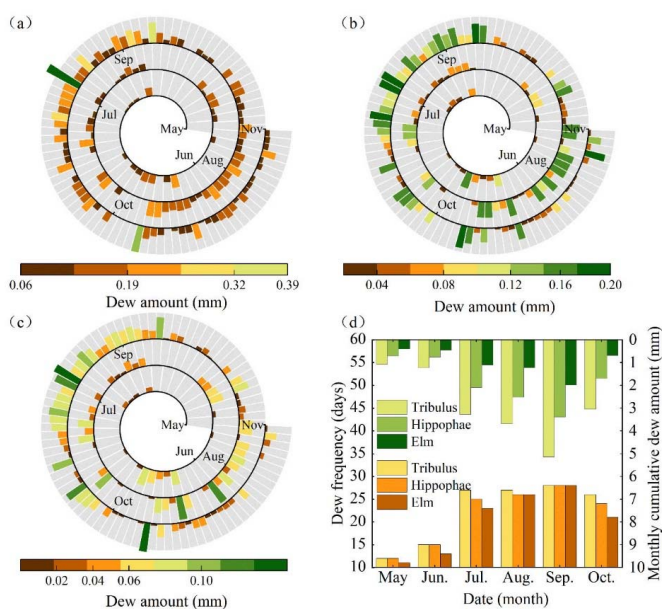 (a)
Sep
Jul
May
Jun
Aug
Nov
Oct
0.06 0.19 0.32 0.39
Dew amount (mm)
(b)
Sep
Jul
May
Jun
Aug
Nov
Oct
0.04 0.08 0.12 0.16 0.20
Dew amount (mm)
(c)
Sep
Jul
May
Jun
Aug
Nov
Oct
0.02 0.04 0.06 0.10
Dew amount (mm)
(d)
Dew frequency (days)
60
55
50
45
40
35
30
25
20
15
10
Tribulus
Hippophae
Elm
Tribulus
Hippophae
Elm
0
1
2
3
4
5
6
7
8
9
10
Monthly cumulative dew amount (mm)
May Jun. Jul. Aug. Sep. Oct.
Date (month)